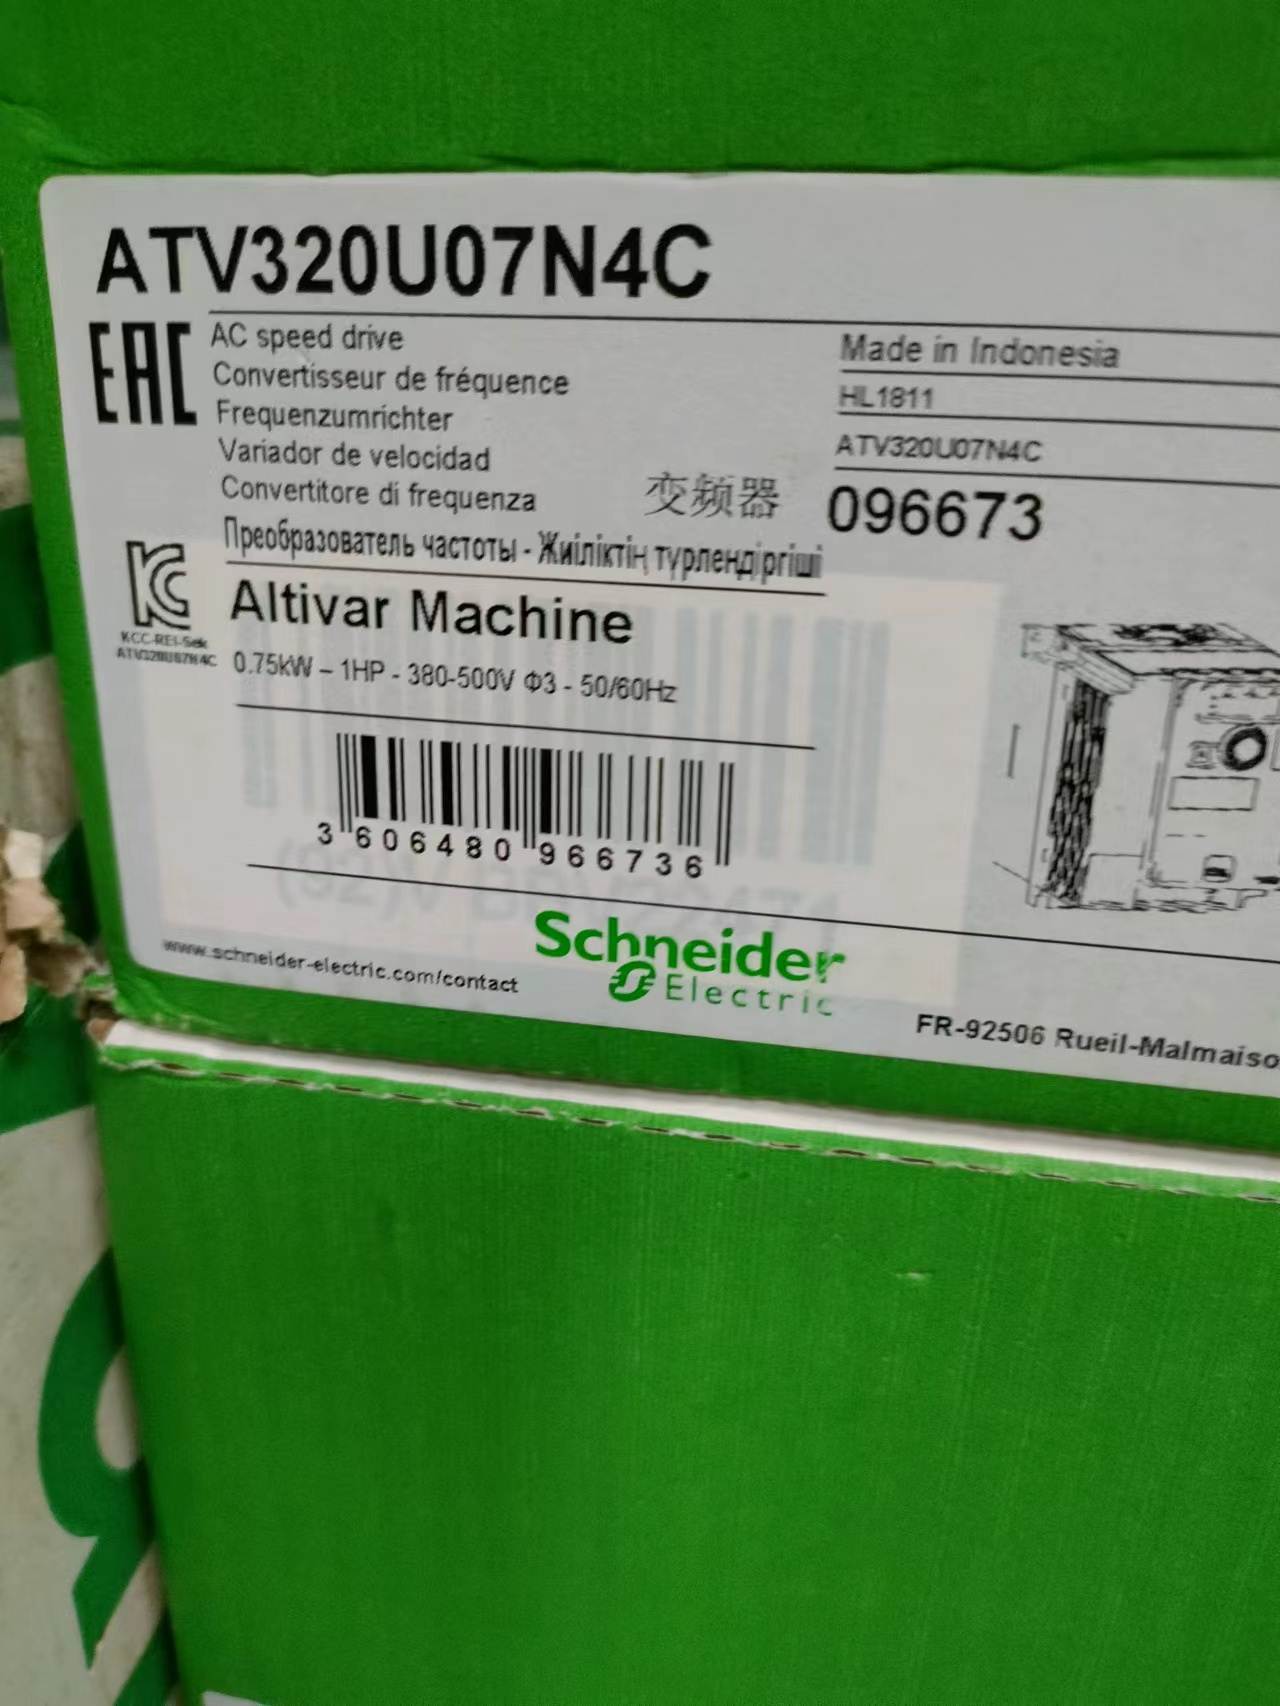 ATV320U07N4C
EAC
AC speed drive
Convertisseur de fréquence
Frequenzumrichter
Variador de velocidad
Convertitore di frequenza
变频器
Преобразователь частоты - Жиіліктің түрлендіргіші
Made in Indonesia
HL1811
ATV320U07N4C
096673
KCC-REI-Sek
ATV320U07N4C
Altivar Machine
0.75kW – 1HP - 380-500V Φ3 - 50/60Hz
3 606480 966736
Schneider
Electric
www.schneider-electric.com/contact
FR-92506 Rueil-Malmaiso